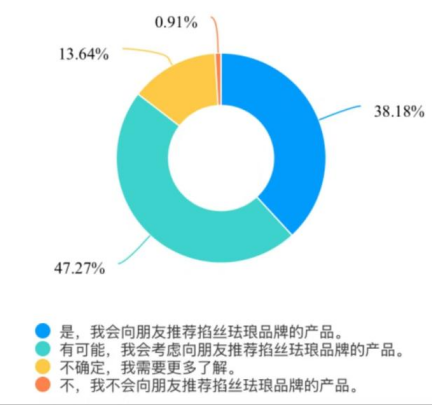 0.91%
13.64%
38.18%
47.27%
是，我会向朋友推荐掐丝珐琅品牌的产品。
有可能，我会考虑向朋友推荐掐丝珐琅品牌的产品。
不确定，我需要更多了解。
不，我不会向朋友推荐掐丝珐琅品牌的产品。